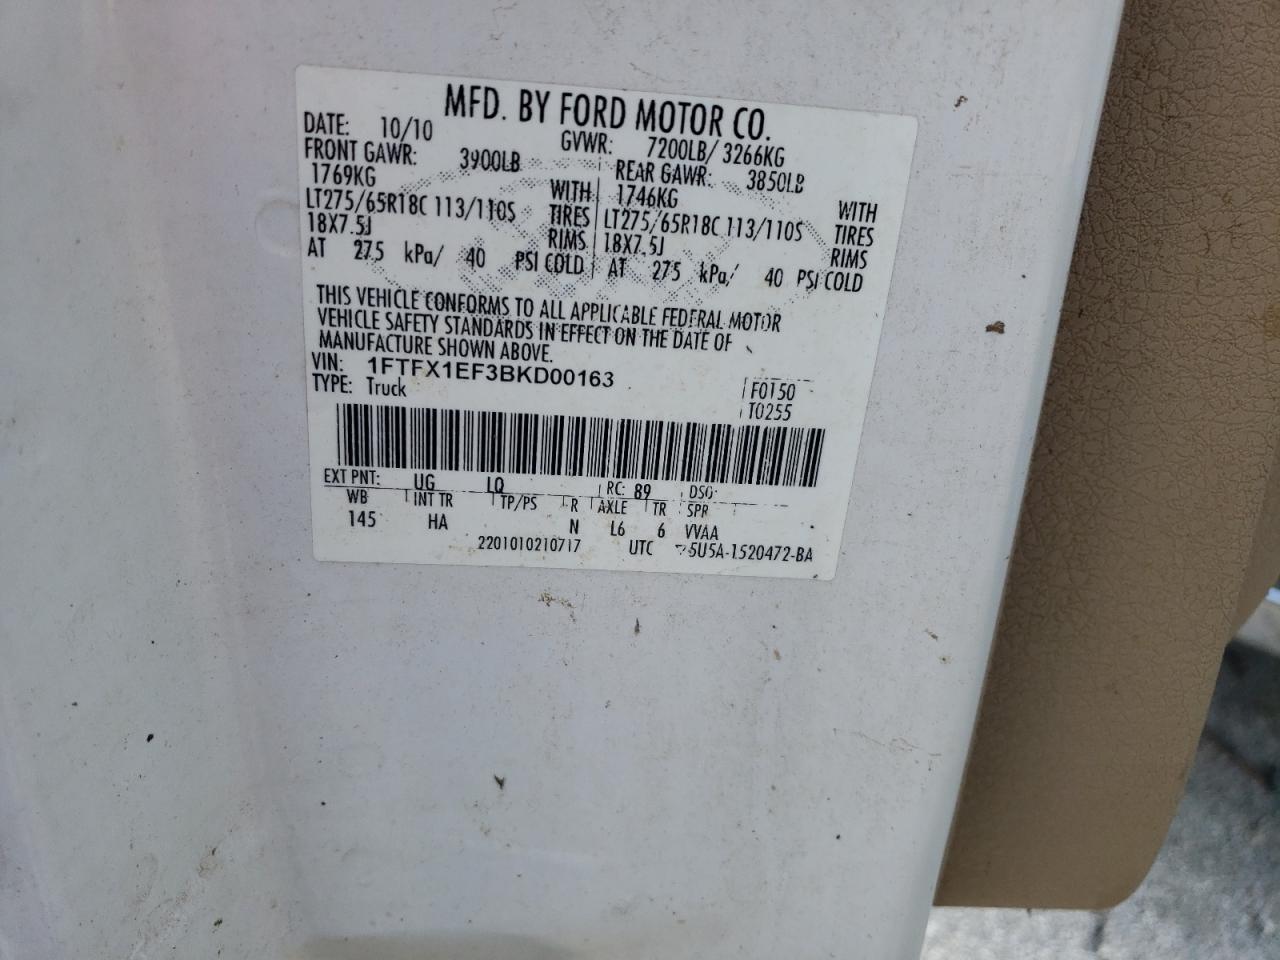 MFD. BY FORD MOTOR CO.
DATE: 10/10 GVWR: 7200LB/ 3266KG
FRONT GAWR: 3900LB REAR GAWR: 3850LB
1769KG WITH 1746KG WITH
LT275/65R18C 113/110S TIRES LT275/65R18C 113/110S TIRES
18X7.5J RIMS 18X7.5J RIMS
AT 275 kPa/ 40 PSI COLD AT 275 kPa/ 40 PSI COLD
THIS VEHICLE CONFORMS TO ALL APPLICABLE FEDERAL MOTOR
VEHICLE SAFETY STANDARDS IN EFFECT ON THE DATE OF
MANUFACTURE SHOWN ABOVE.
VIN: 1FTFX1EF3BKD00163 F0150
TYPE: Truck T0255
EXT PNT: UG LQ RC: 89 DSO:
WB INT TR TP/PS R AXLE TR SPR
145 HA N L6 6 VVAA
2201010210717 UTC 5U5A-1520472-BA